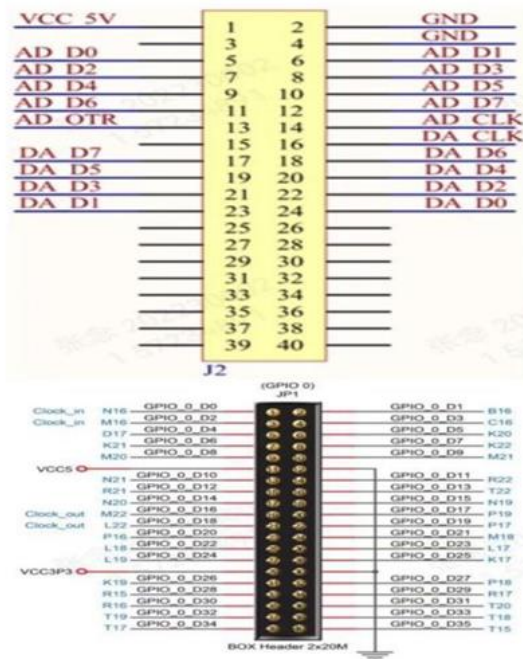 VCC 5V 1 2 GND
3 4 GND
AD D0 5 6 AD D1
AD D2 7 8 AD D3
AD D4 9 10 AD D5
AD D6 11 12 AD D7
AD OTR 13 14 AD CLK
15 16 DA CLK
DA D7 17 18 DA D6
DA D5 19 20 DA D4
DA D3 21 22 DA D2
DA D1 23 24 DA D0
25 26
27 28
29 30
31 32
33 34
35 36
37 38
39 40
J2
(GPIO 0)
JP1
Clock_in N16 GPIO_0_D0 GPIO_0_D1 B16
Clock_in M16 GPIO_0_D2 GPIO_0_D3 C16
D17 GPIO_0_D4 GPIO_0_D5 K20
K21 GPIO_0_D6 GPIO_0_D7 K22
M20 GPIO_0_D8 GPIO_0_D9 M21
VCC5
N21 GPIO_0_D10 GPIO_0_D11 R22
R21 GPIO_0_D12 GPIO_0_D13 T22
N20 GPIO_0_D14 GPIO_0_D15 N19
Clock_out M22 GPIO_0_D16 GPIO_0_D17 P19
Clock_out L22 GPIO_0_D18 GPIO_0_D19 P17
P16 GPIO_0_D20 GPIO_0_D21 M18
L18 GPIO_0_D22 GPIO_0_D23 L17
L19 GPIO_0_D24 GPIO_0_D25 K17
VCC3P3
K19 GPIO_0_D26 GPIO_0_D27 P18
R15 GPIO_0_D28 GPIO_0_D29 R17
R16 GPIO_0_D30 GPIO_0_D31 T20
T19 GPIO_0_D32 GPIO_0_D33 T18
T17 GPIO_0_D34 GPIO_0_D35 T15
BOX Header 2x20M